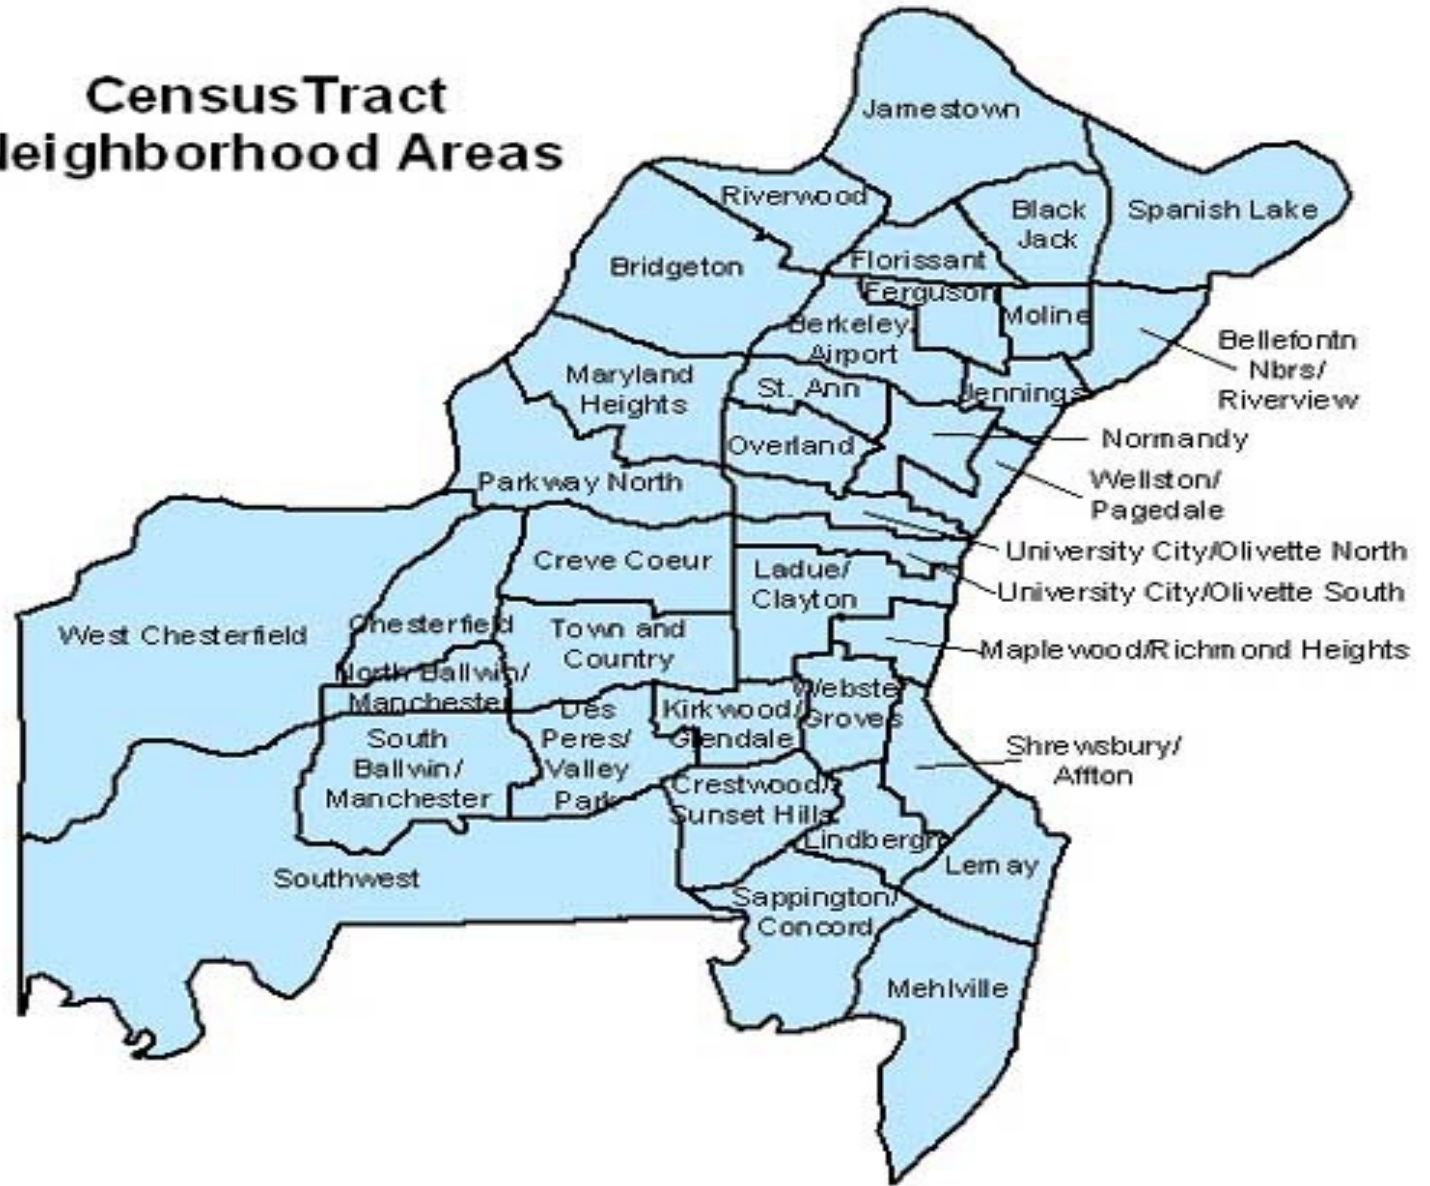 CensusTract
leighborhood Areas
Jamestown
Riverwood
Black
Jack
Spanish Lake
Bridgeton
Florissant
Ferguson
Moline
Berkeley
Airport
Bellefontn
Nbrs/
Riverview
Maryland
Heights
St. Ann
Jennings
Overland
Normandy
Parkway North
Wellston/
Pagedale
University City/Olivette North
Creve Coeur
Ladue/
Clayton
University City/Olivette South
West Chesterfield
Chesterfield
Town and
Country
Maplewood/Richmond Heights
North Ballwin/
Manchester
Des
Peres/
Valley
Park
Kirkwood/
Glendale
Webster
Groves
South
Ballwin/
Manchester
Shrewsbury/
Affton
Crestwood/
Sunset Hills
Lindbergh
Lemay
Southwest
Sappington/
Concord
Mehlville